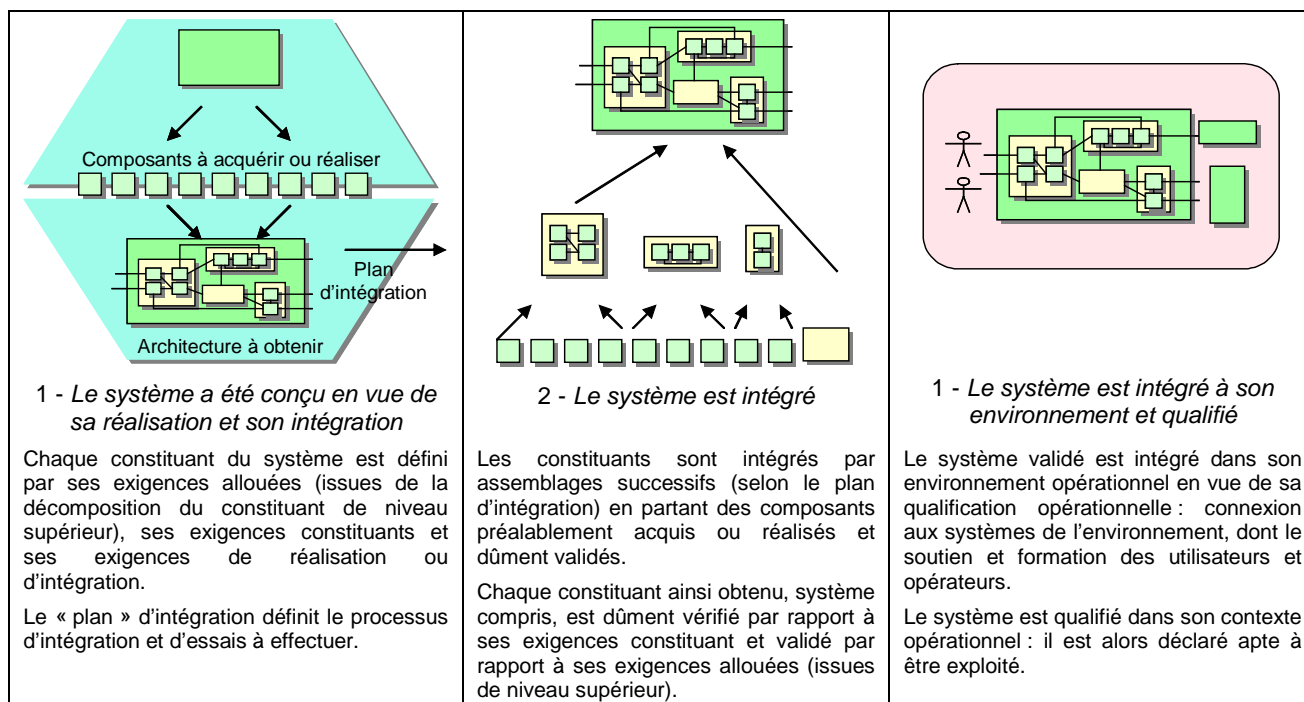 Composants à acquérir ou réaliser
Plan
d'intégration
Architecture à obtenir
1 - Le système a été conçu en vue de
sa réalisation et son intégration
Chaque constituant du système est défini
par ses exigences allouées (issues de la
décomposition du constituant de niveau
supérieur), ses exigences constituants et
ses exigences de réalisation ou
d'intégration.
Le « plan » d'intégration définit le processus
d'intégration et d'essais à effectuer.
2 - Le système est intégré
Les constituants sont intégrés par
assemblages successifs (selon le plan
d'intégration) en partant des composants
préalablement acquis ou réalisés et
dûment validés.
Chaque constituant ainsi obtenu, système
compris, est dûment vérifié par rapport à
ses exigences constituant et validé par
rapport à ses exigences allouées (issues
de niveau supérieur).
1 - Le système est intégré à son
environnement et qualifié
Le système validé est intégré dans son
environnement opérationnel en vue de sa
qualification opérationnelle : connexion
aux systèmes de l'environnement, dont le
soutien et formation des utilisateurs et
opérateurs.
Le système est qualifié dans son contexte
opérationnel : il est alors déclaré apte à
être exploité.